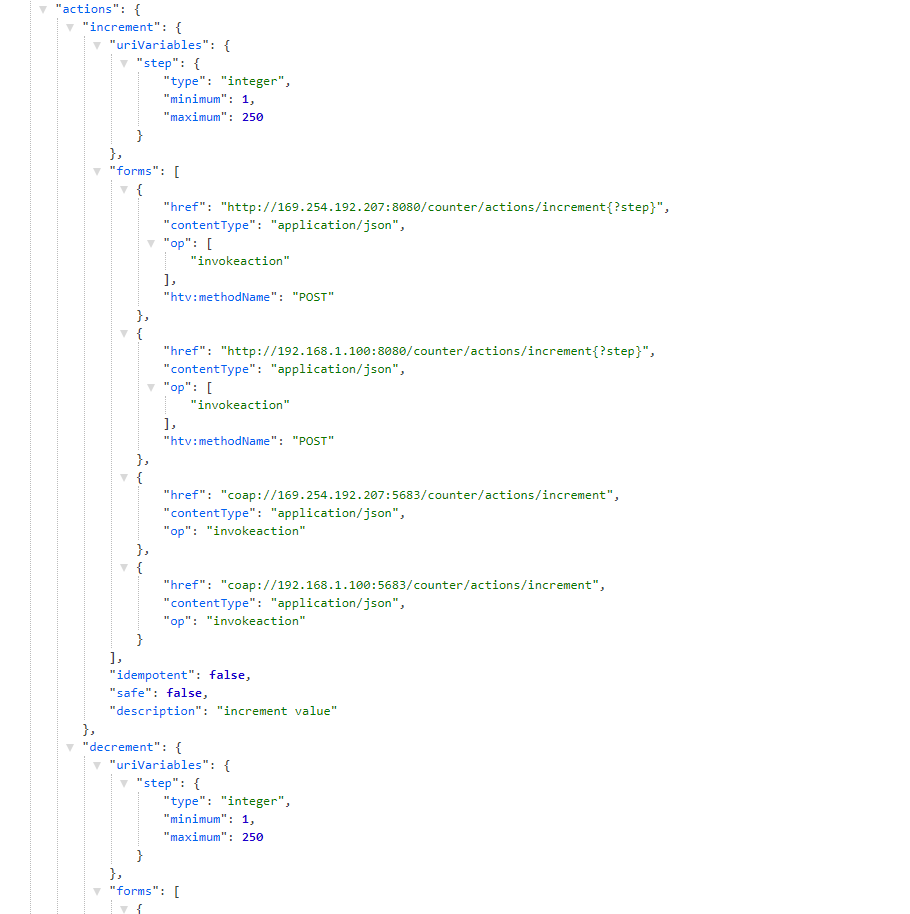 "actions": {
"increment": {
"uriVariables": {
"step": {
"type": "integer",
"minimum": 1,
"maximum": 250
}
},
"forms": [
{
"href": "http://169.254.192.207:8080/counter/actions/increment{?step}",
"contentType": "application/json",
"op": [
"invokeaction"
],
"htv:methodName": "POST"
},
{
"href": "http://192.168.1.100:8080/counter/actions/increment{?step}",
"contentType": "application/json",
"op": [
"invokeaction"
],
"htv:methodName": "POST"
},
{
"href": "coap://169.254.192.207:5683/counter/actions/increment",
"contentType": "application/json",
"op": "invokeaction"
},
{
"href": "coap://192.168.1.100:5683/counter/actions/increment",
"contentType": "application/json",
"op": "invokeaction"
}
],
"idempotent": false,
"safe": false,
"description": "increment value"
},
"decrement": {
"uriVariables": {
"step": {
"type": "integer",
"minimum": 1,
"maximum": 250
}
},
"forms": [
{